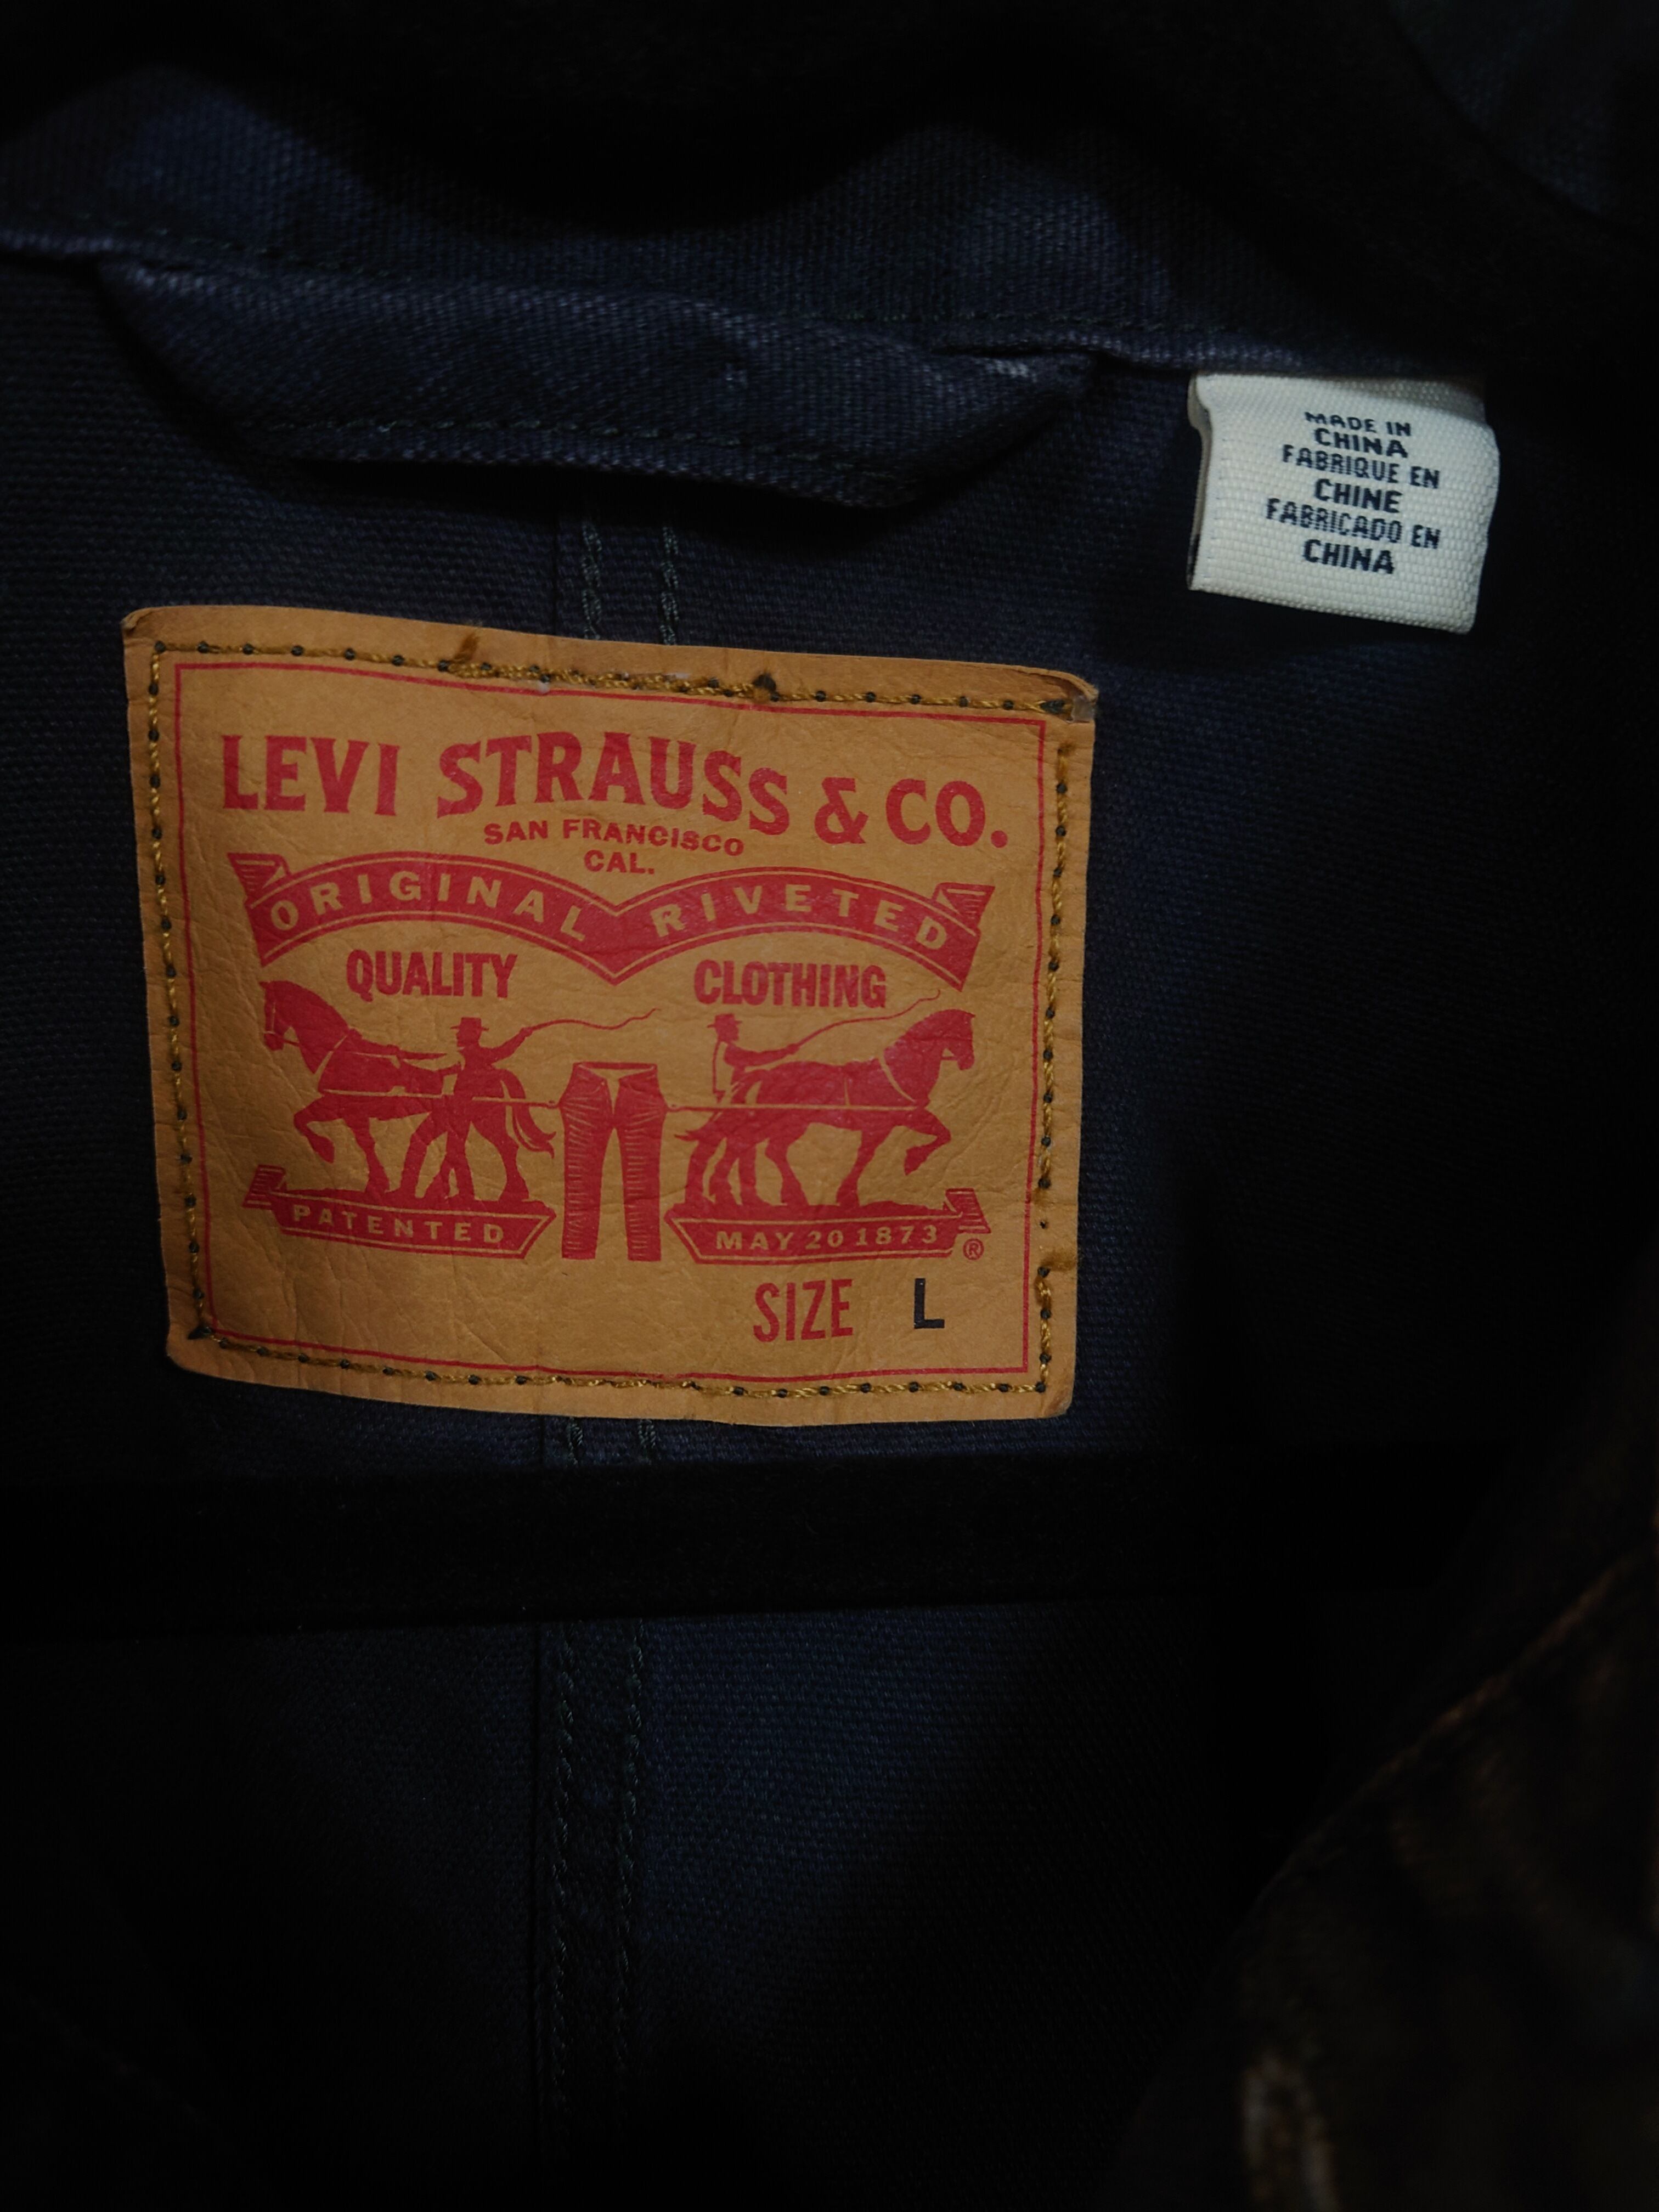 MADE IN
CHINA
FABRIQUE EN
CHINE
FABRICADO EN
CHINA
LEVI STRAUSS & CO.
SAN FRANCISCO
CAL.
ORIGINAL RIVETED
QUALITY CLOTHING
PATENTED MAY 20 1873 ®
SIZE L